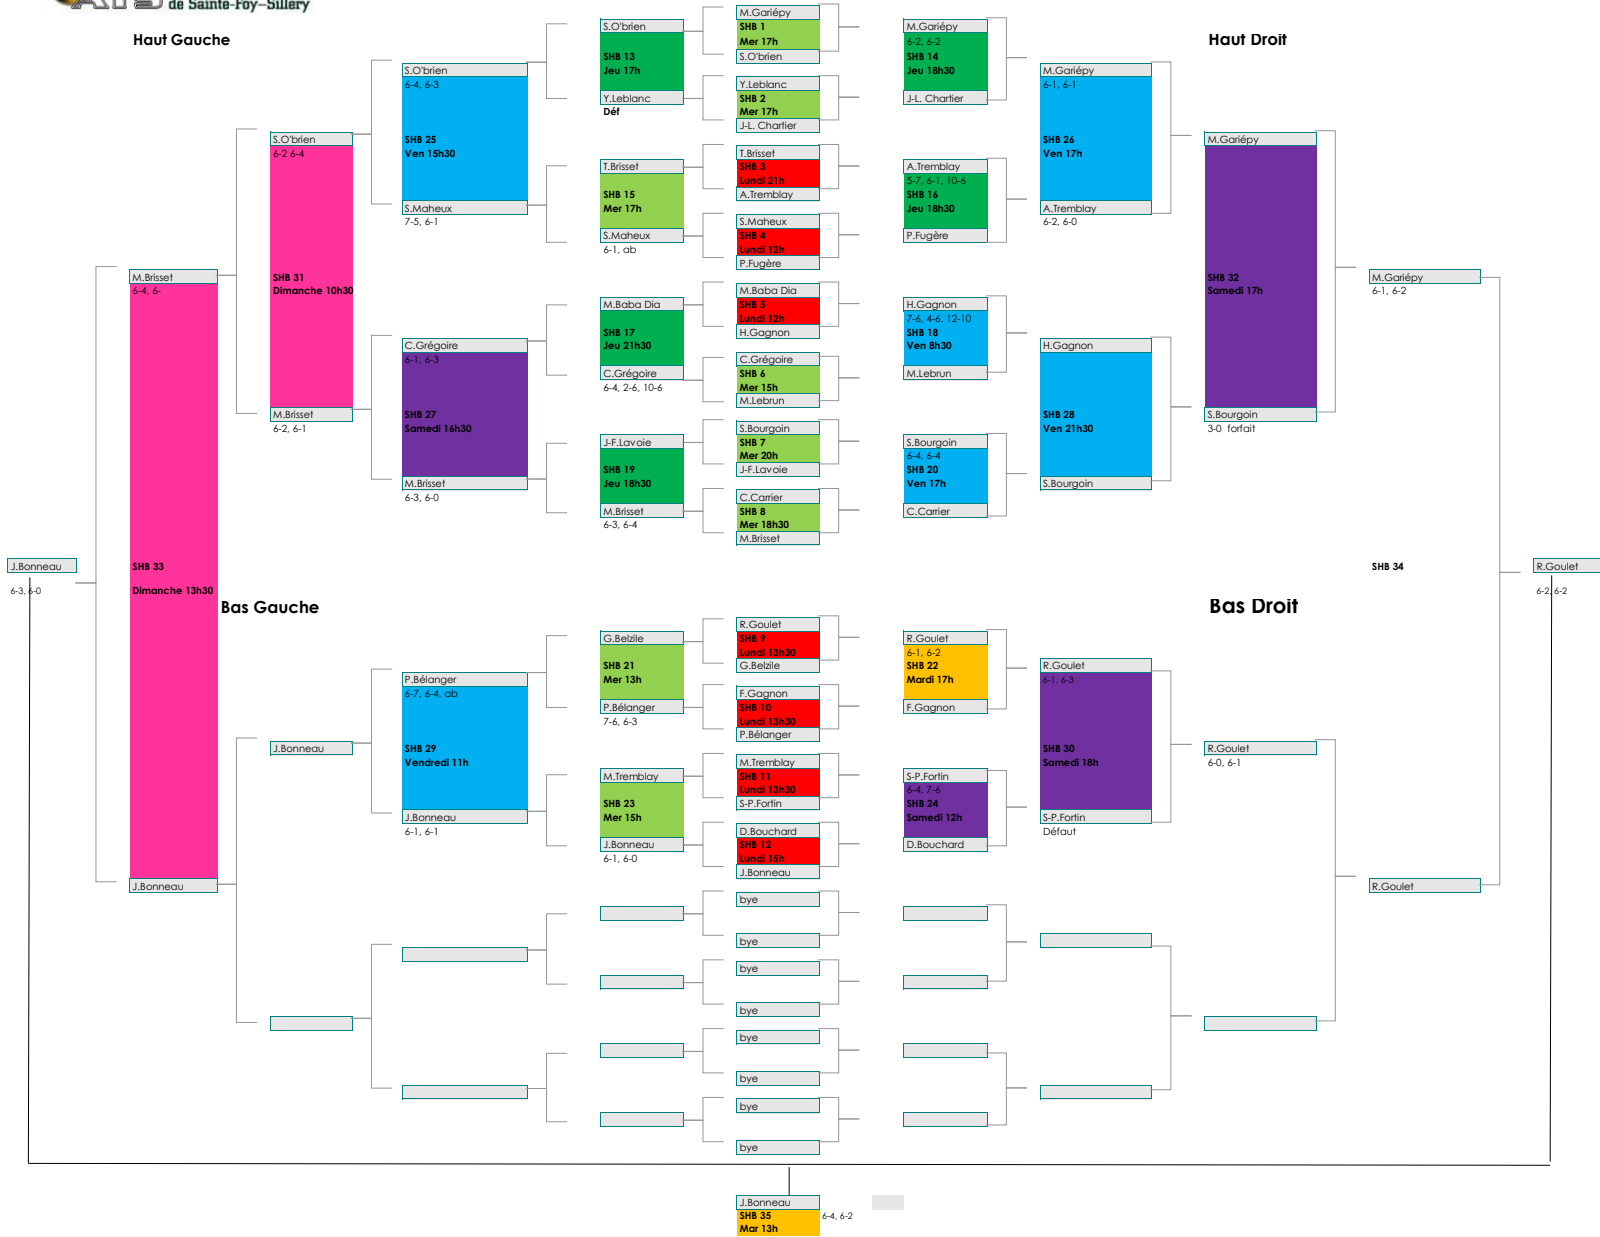 de Sainte-Foy–Sillery
Haut Gauche
Haut Droit
M.Gariépy
SHB 1
Mer 17h
S.O'brien
Y.Leblanc
SHB 2
Mer 17h
J-L. Chartier
T.Brisset
SHB 3
Lundi 21h
A.Tremblay
S.Maheux
SHB 4
Lundi 12h
P.Fugère
M.Baba Dia
SHB 5
Lundi 12h
H.Gagnon
C.Grégoire
SHB 6
Mer 15h
M.Lebrun
S.Bourgoin
SHB 7
Mer 20h
J-F.Lavoie
C.Carrier
SHB 8
Mer 18h30
M.Brisset
S.O'brien
SHB 13
Jeu 17h
Y.Leblanc
Déf
T.Brisset
SHB 15
Mer 17h
S.Maheux
6-1, ab
M.Baba Dia
SHB 17
Jeu 21h30
C.Grégoire
6-4, 2-6, 10-6
J-F.Lavoie
SHB 19
Jeu 18h30
M.Brisset
6-3, 6-4
S.O'brien
6-4, 6-3
SHB 25
Ven 15h30
S.Maheux
7-5, 6-1
C.Grégoire
6-1, 6-3
SHB 27
Samedi 16h30
M.Brisset
6-3, 6-0
S.O'brien
6-2 6-4
SHB 31
Dimanche 10h30
M.Brisset
6-2, 6-1
M.Brisset
6-4, 6-
SHB 33
Dimanche 13h30
J.Bonneau
J.Bonneau
6-3, 6-0
M.Gariépy
6-2, 6-2
SHB 14
Jeu 18h30
J-L. Chartier
A.Tremblay
5-7, 6-1, 10-6
SHB 16
Jeu 18h30
P.Fugère
H.Gagnon
7-6, 4-6, 12-10
SHB 18
Ven 8h30
M.Lebrun
S.Bourgoin
6-4, 6-4
SHB 20
Ven 17h
C.Carrier
M.Gariépy
6-1, 6-1
SHB 26
Ven 17h
A.Tremblay
6-2, 6-0
H.Gagnon
SHB 28
Ven 21h30
S.Bourgoin
M.Gariépy
SHB 32
Samedi 17h
S.Bourgoin
3-0 forfait
M.Gariépy
6-1, 6-2
SHB 34
R.Goulet
R.Goulet
6-2, 6-2
Bas Gauche
Bas Droit
R.Goulet
SHB 9
Lundi 13h30
G.Belzile
F.Gagnon
SHB 10
Lundi 13h30
P.Bélanger
M.Tremblay
SHB 11
Lundi 13h30
S-P.Fortin
D.Bouchard
SHB 12
Lundi 15h
J.Bonneau
bye
bye
bye
bye
bye
bye
bye
bye
G.Belzile
SHB 21
Mer 13h
P.Bélanger
7-6, 6-3
M.Tremblay
SHB 23
Mer 15h
J.Bonneau
6-1, 6-0
P.Bélanger
6-7, 6-4, ab
SHB 29
Vendredi 11h
J.Bonneau
6-1, 6-1
J.Bonneau
R.Goulet
6-1, 6-2
SHB 22
Mardi 17h
F.Gagnon
S-P.Fortin
6-4, 7-6
SHB 24
Samedi 12h
D.Bouchard
R.Goulet
6-1, 6-3
SHB 30
Samedi 18h
S-P.Fortin
Défaut
R.Goulet
6-0, 6-1
J.Bonneau
SHB 35
Mar 13h
6-4, 6-2